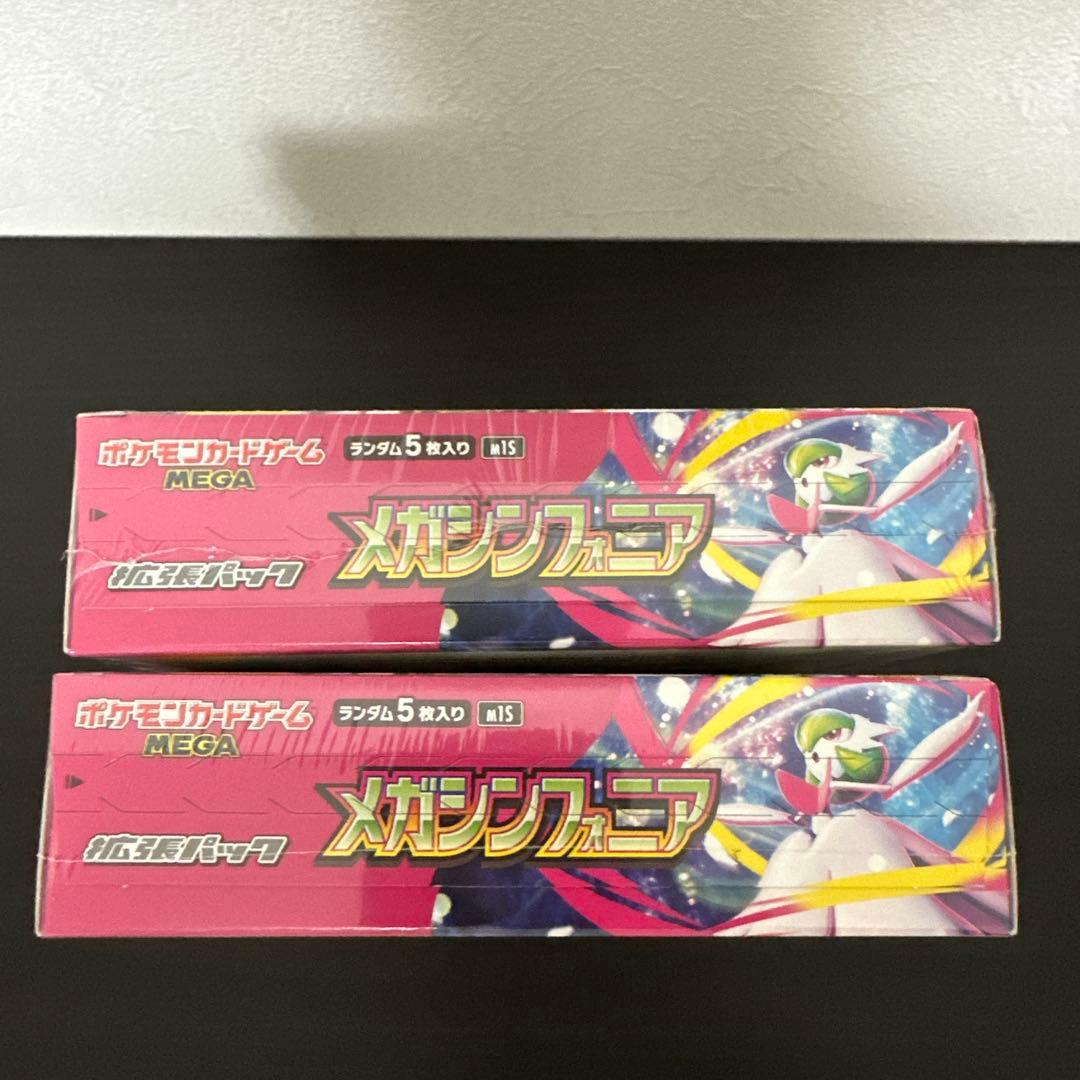 ポケモンカードゲーム
MEGA
ランダム5枚入り M1S
メガシンフォニア
拡張パック
ポケモンカードゲーム
MEGA
ランダム5枚入り M1S
メガシンフォニア
拡張パック